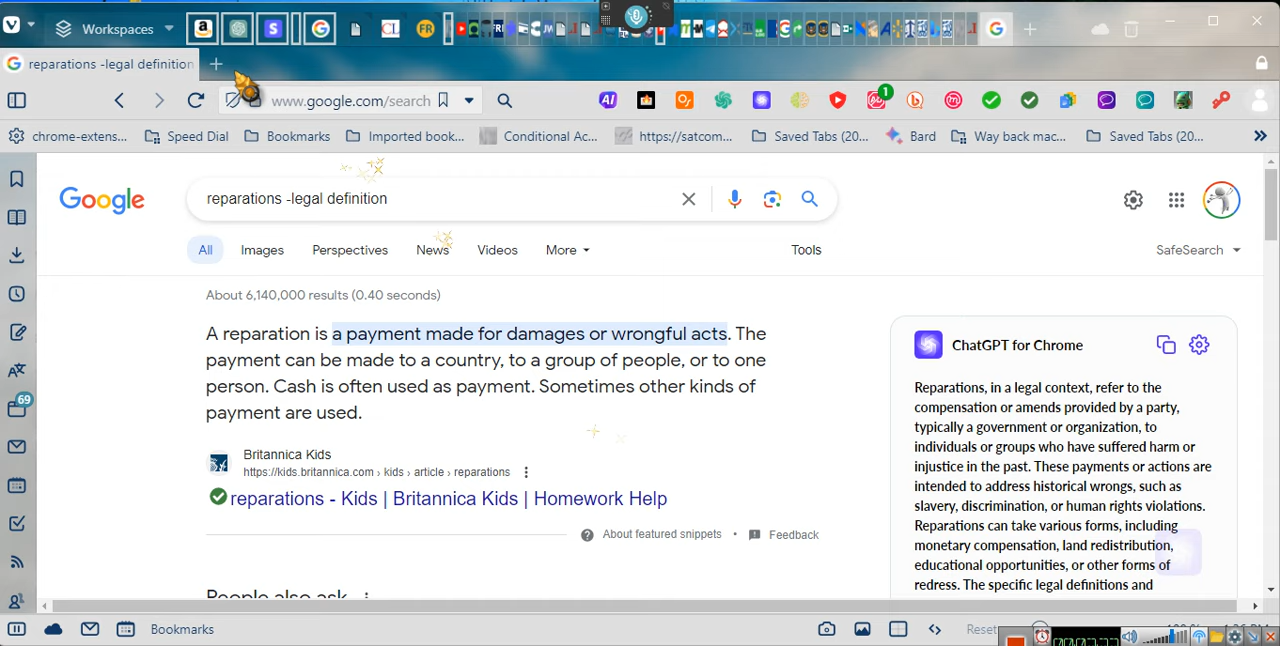 Workspaces
CL
FR
reparations -legal definition
www.google.com/search
AI
1
chrome-extens...
Speed Dial
Bookmarks
Imported book...
Conditional Ac...
https://satcom...
Saved Tabs (20...
Bard
Way back mac...
Saved Tabs (20...
Google
reparations -legal definition
All
Images
Perspectives
News
Videos
More
Tools
SafeSearch
About 6,140,000 results (0.40 seconds)
A reparation is a payment made for damages or wrongful acts. The
payment can be made to a country, to a group of people, or to one
person. Cash is often used as payment. Sometimes other kinds of
payment are used.
Britannica Kids
https://kids.britannica.com › kids › article › reparations
reparations - Kids | Britannica Kids | Homework Help
About featured snippets
•
Feedback
People also ask
69
ChatGPT for Chrome
Reparations, in a legal context, refer to the
compensation or amends provided by a party,
typically a government or organization, to
individuals or groups who have suffered harm or
injustice in the past. These payments or actions are
intended to address historical wrongs, such as
slavery, discrimination, or human rights violations.
Reparations can take various forms, including
monetary compensation, land redistribution,
educational opportunities, or other forms of
redress. The specific legal definitions and
Bookmarks
Reset